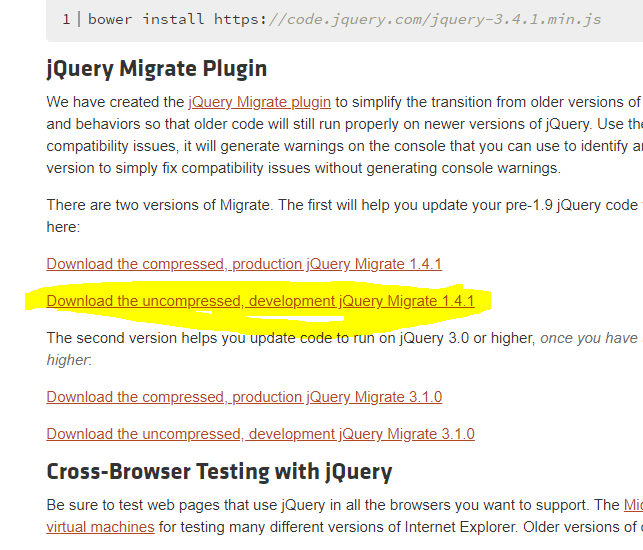 1 bower install https://code.jquery.com/jquery-3.4.1.min.js
jQuery Migrate Plugin
We have created the jQuery Migrate plugin to simplify the transition from older versions of
and behaviors so that older code will still run properly on newer versions of jQuery. Use the
compatibility issues, it will generate warnings on the console that you can use to identify a
version to simply fix compatibility issues without generating console warnings.
There are two versions of Migrate. The first will help you update your pre-1.9 jQuery code
here:
Download the compressed, production jQuery Migrate 1.4.1
Download the uncompressed, development jQuery Migrate 1.4.1
The second version helps you update code to run on jQuery 3.0 or higher, once you have
higher:
Download the compressed, production jQuery Migrate 3.1.0
Download the uncompressed, development jQuery Migrate 3.1.0
Cross-Browser Testing with jQuery
Be sure to test web pages that use jQuery in all the browsers you want to support. The
virtual machines for testing many different versions of Internet Explorer. Older versions of